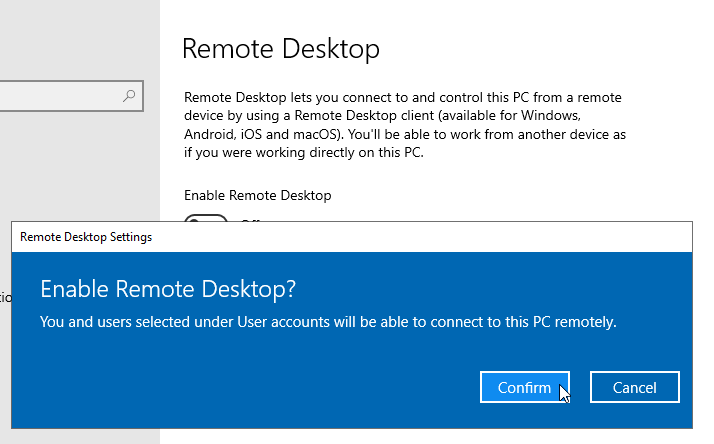 Remote Desktop
Remote Desktop lets you connect to and control this PC from a remote
device by using a Remote Desktop client (available for Windows,
Android, iOS and macOS). You'll be able to work from another device as
if you were working directly on this PC.
Enable Remote Desktop
Remote Desktop Settings
Enable Remote Desktop?
You and users selected under User accounts will be able to connect to this PC remotely.
Confirm
Cancel